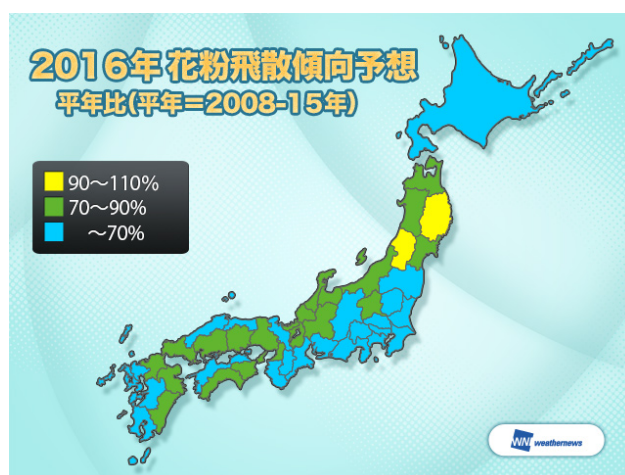 2016年 花粉飛散傾向予想
平年比(平年＝2008-15年)
90～110%
70～90%
～70%
WN weathernews